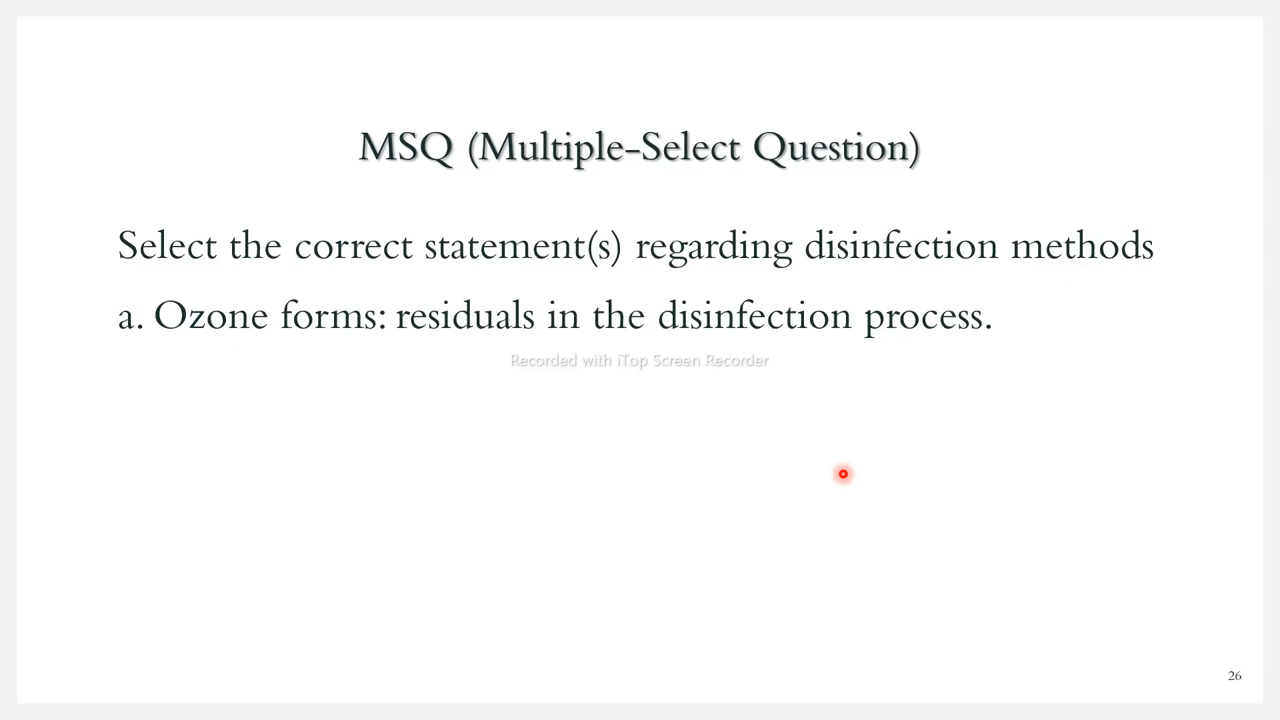 MSQ (Multiple-Select Question)
Select the correct statement(s) regarding disinfection methods
a. Ozone forms: residuals in the disinfection process.
Recorded with iTop Screen Recorder
26